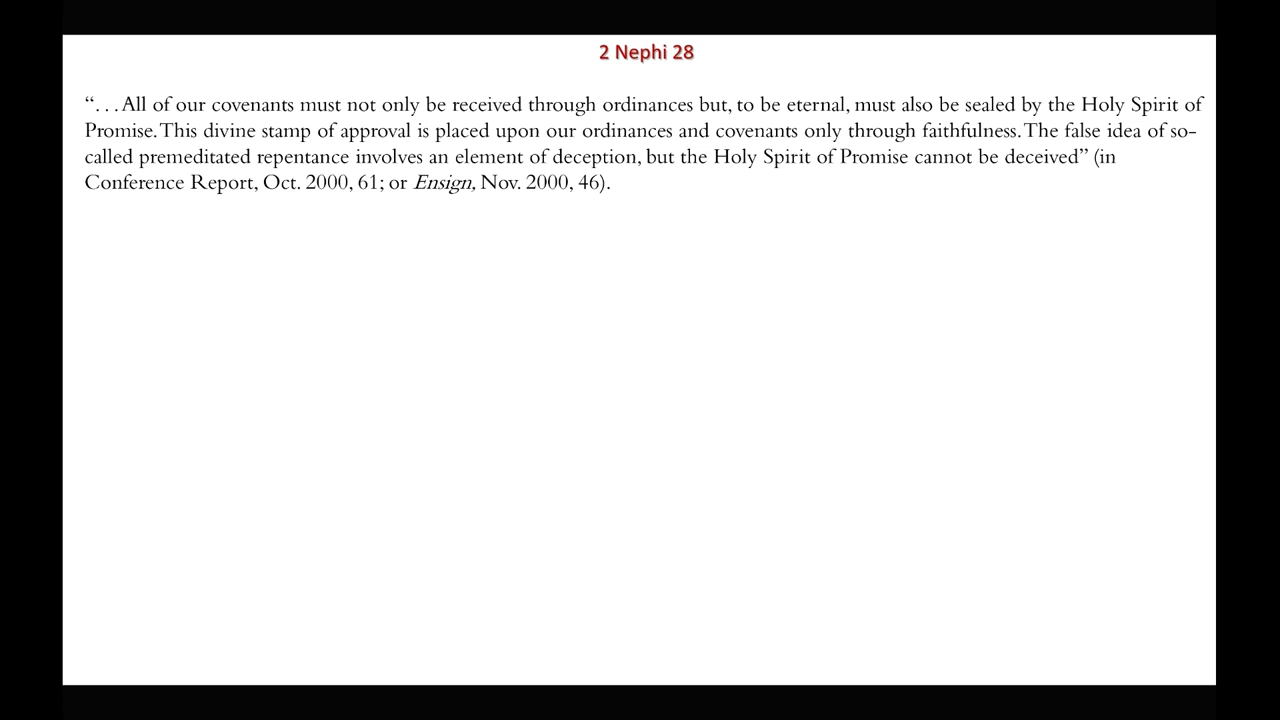 2 Nephi 28
“. . . All of our covenants must not only be received through ordinances but, to be eternal, must also be sealed by the Holy Spirit of
Promise. This divine stamp of approval is placed upon our ordinances and covenants only through faithfulness. The false idea of so-
called premeditated repentance involves an element of deception, but the Holy Spirit of Promise cannot be deceived” (in
Conference Report, Oct. 2000, 61; or Ensign, Nov. 2000, 46).